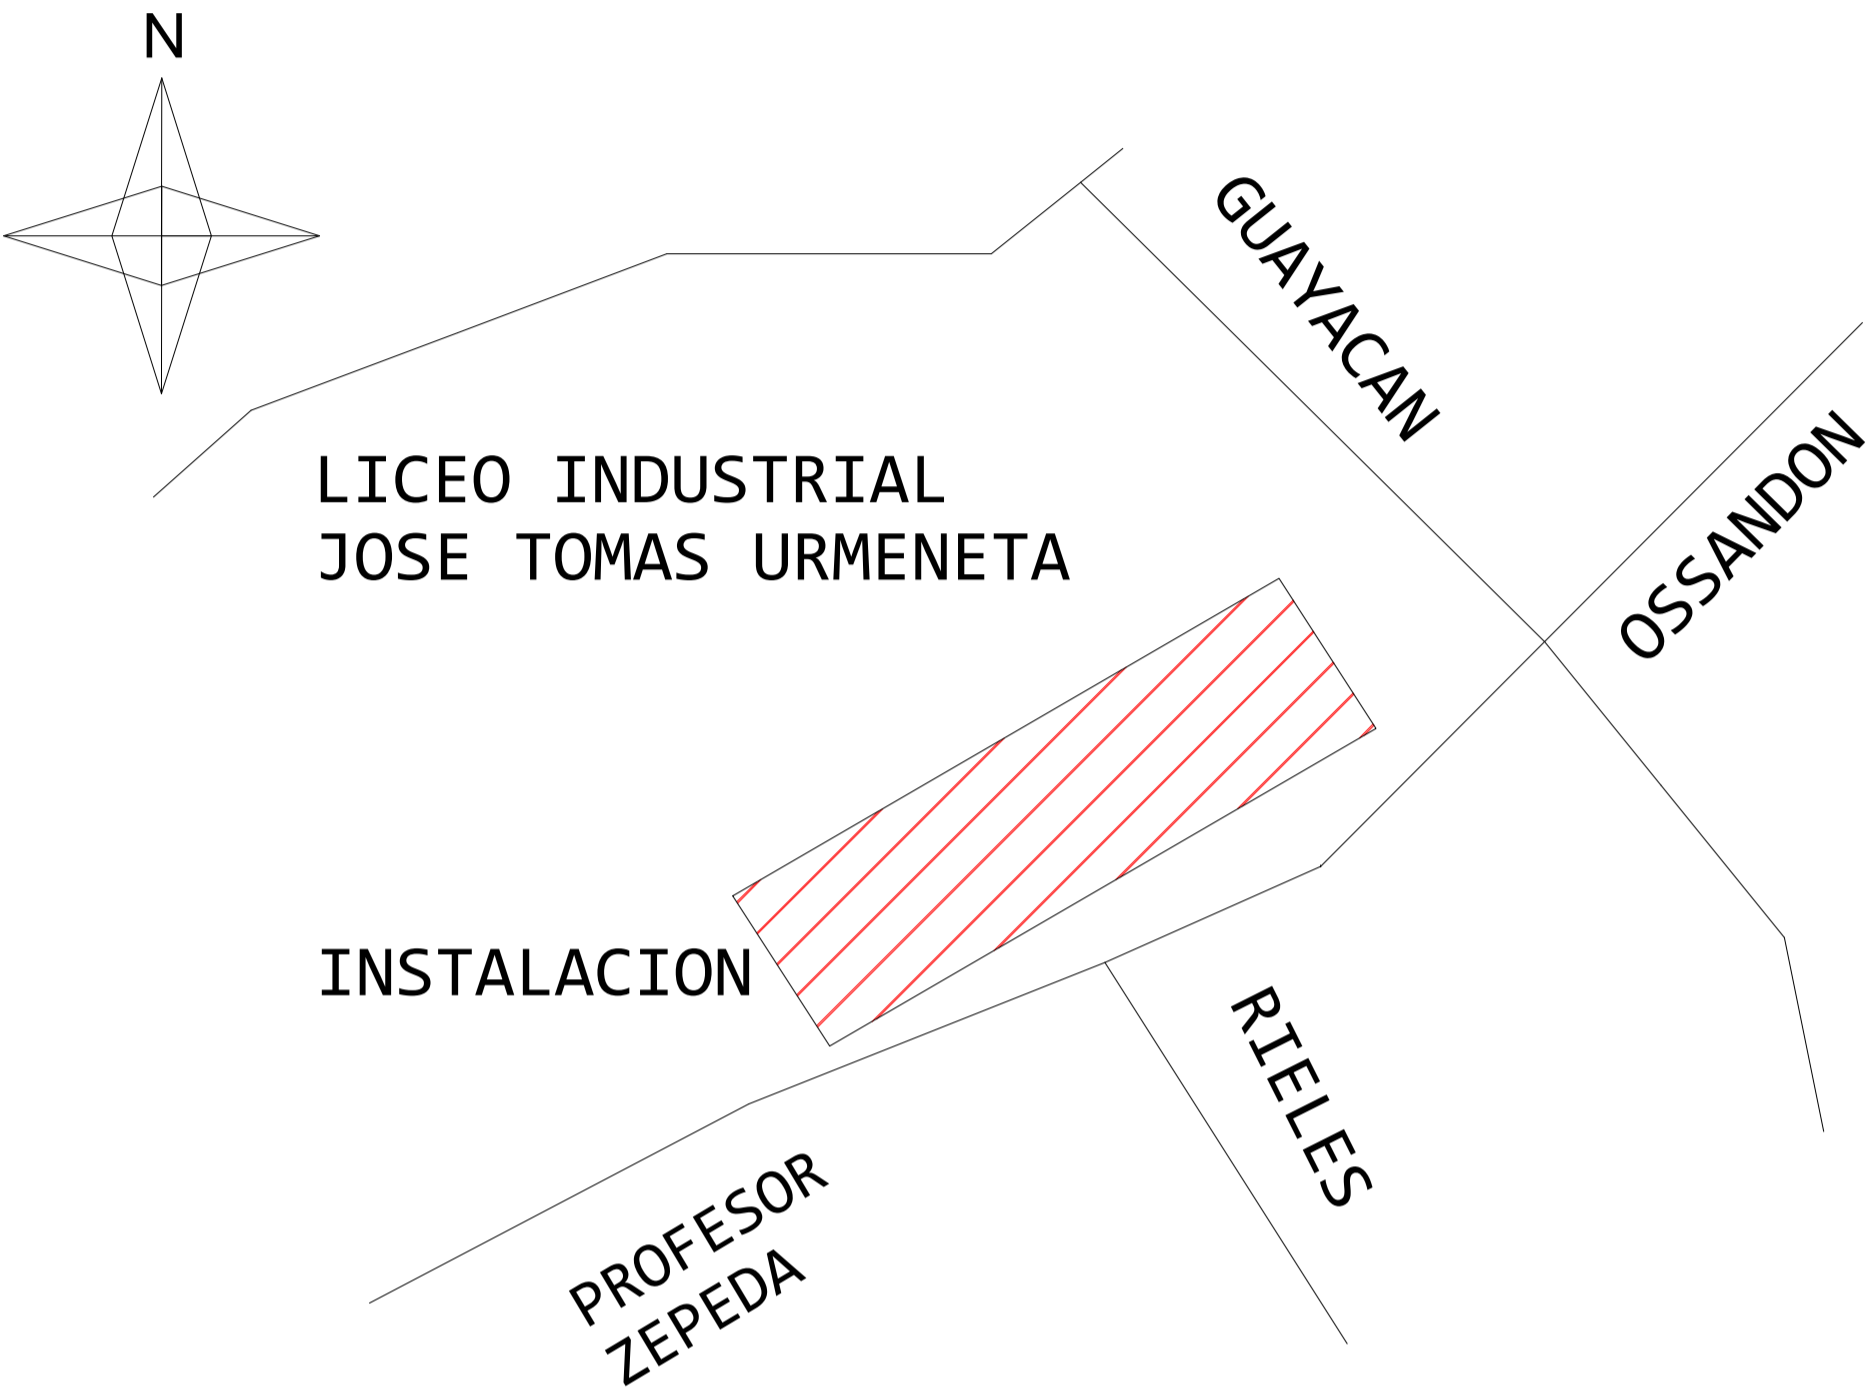 N
GUAYACAN
OSSANDON
LICEO INDUSTRIAL
JOSE TOMAS URMENETA
INSTALACION
RIELES
PROFESOR
ZEPEDA